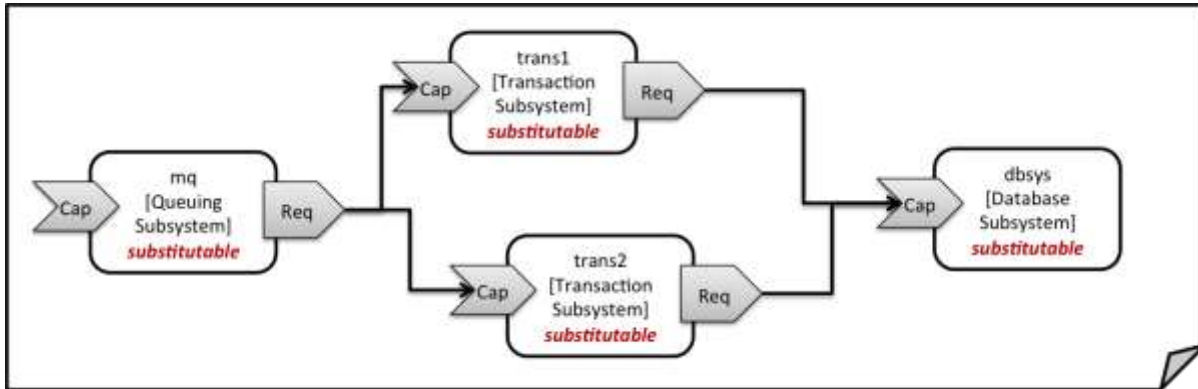 Cap
trans1
[Transaction
Subsystem]
substitutable
Req
Cap
mq
[Queuing
Subsystem]
substitutable
Req
Cap
trans2
[Transaction
Subsystem]
substitutable
Req
Cap
dbsys
[Database
Subsystem]
substitutable